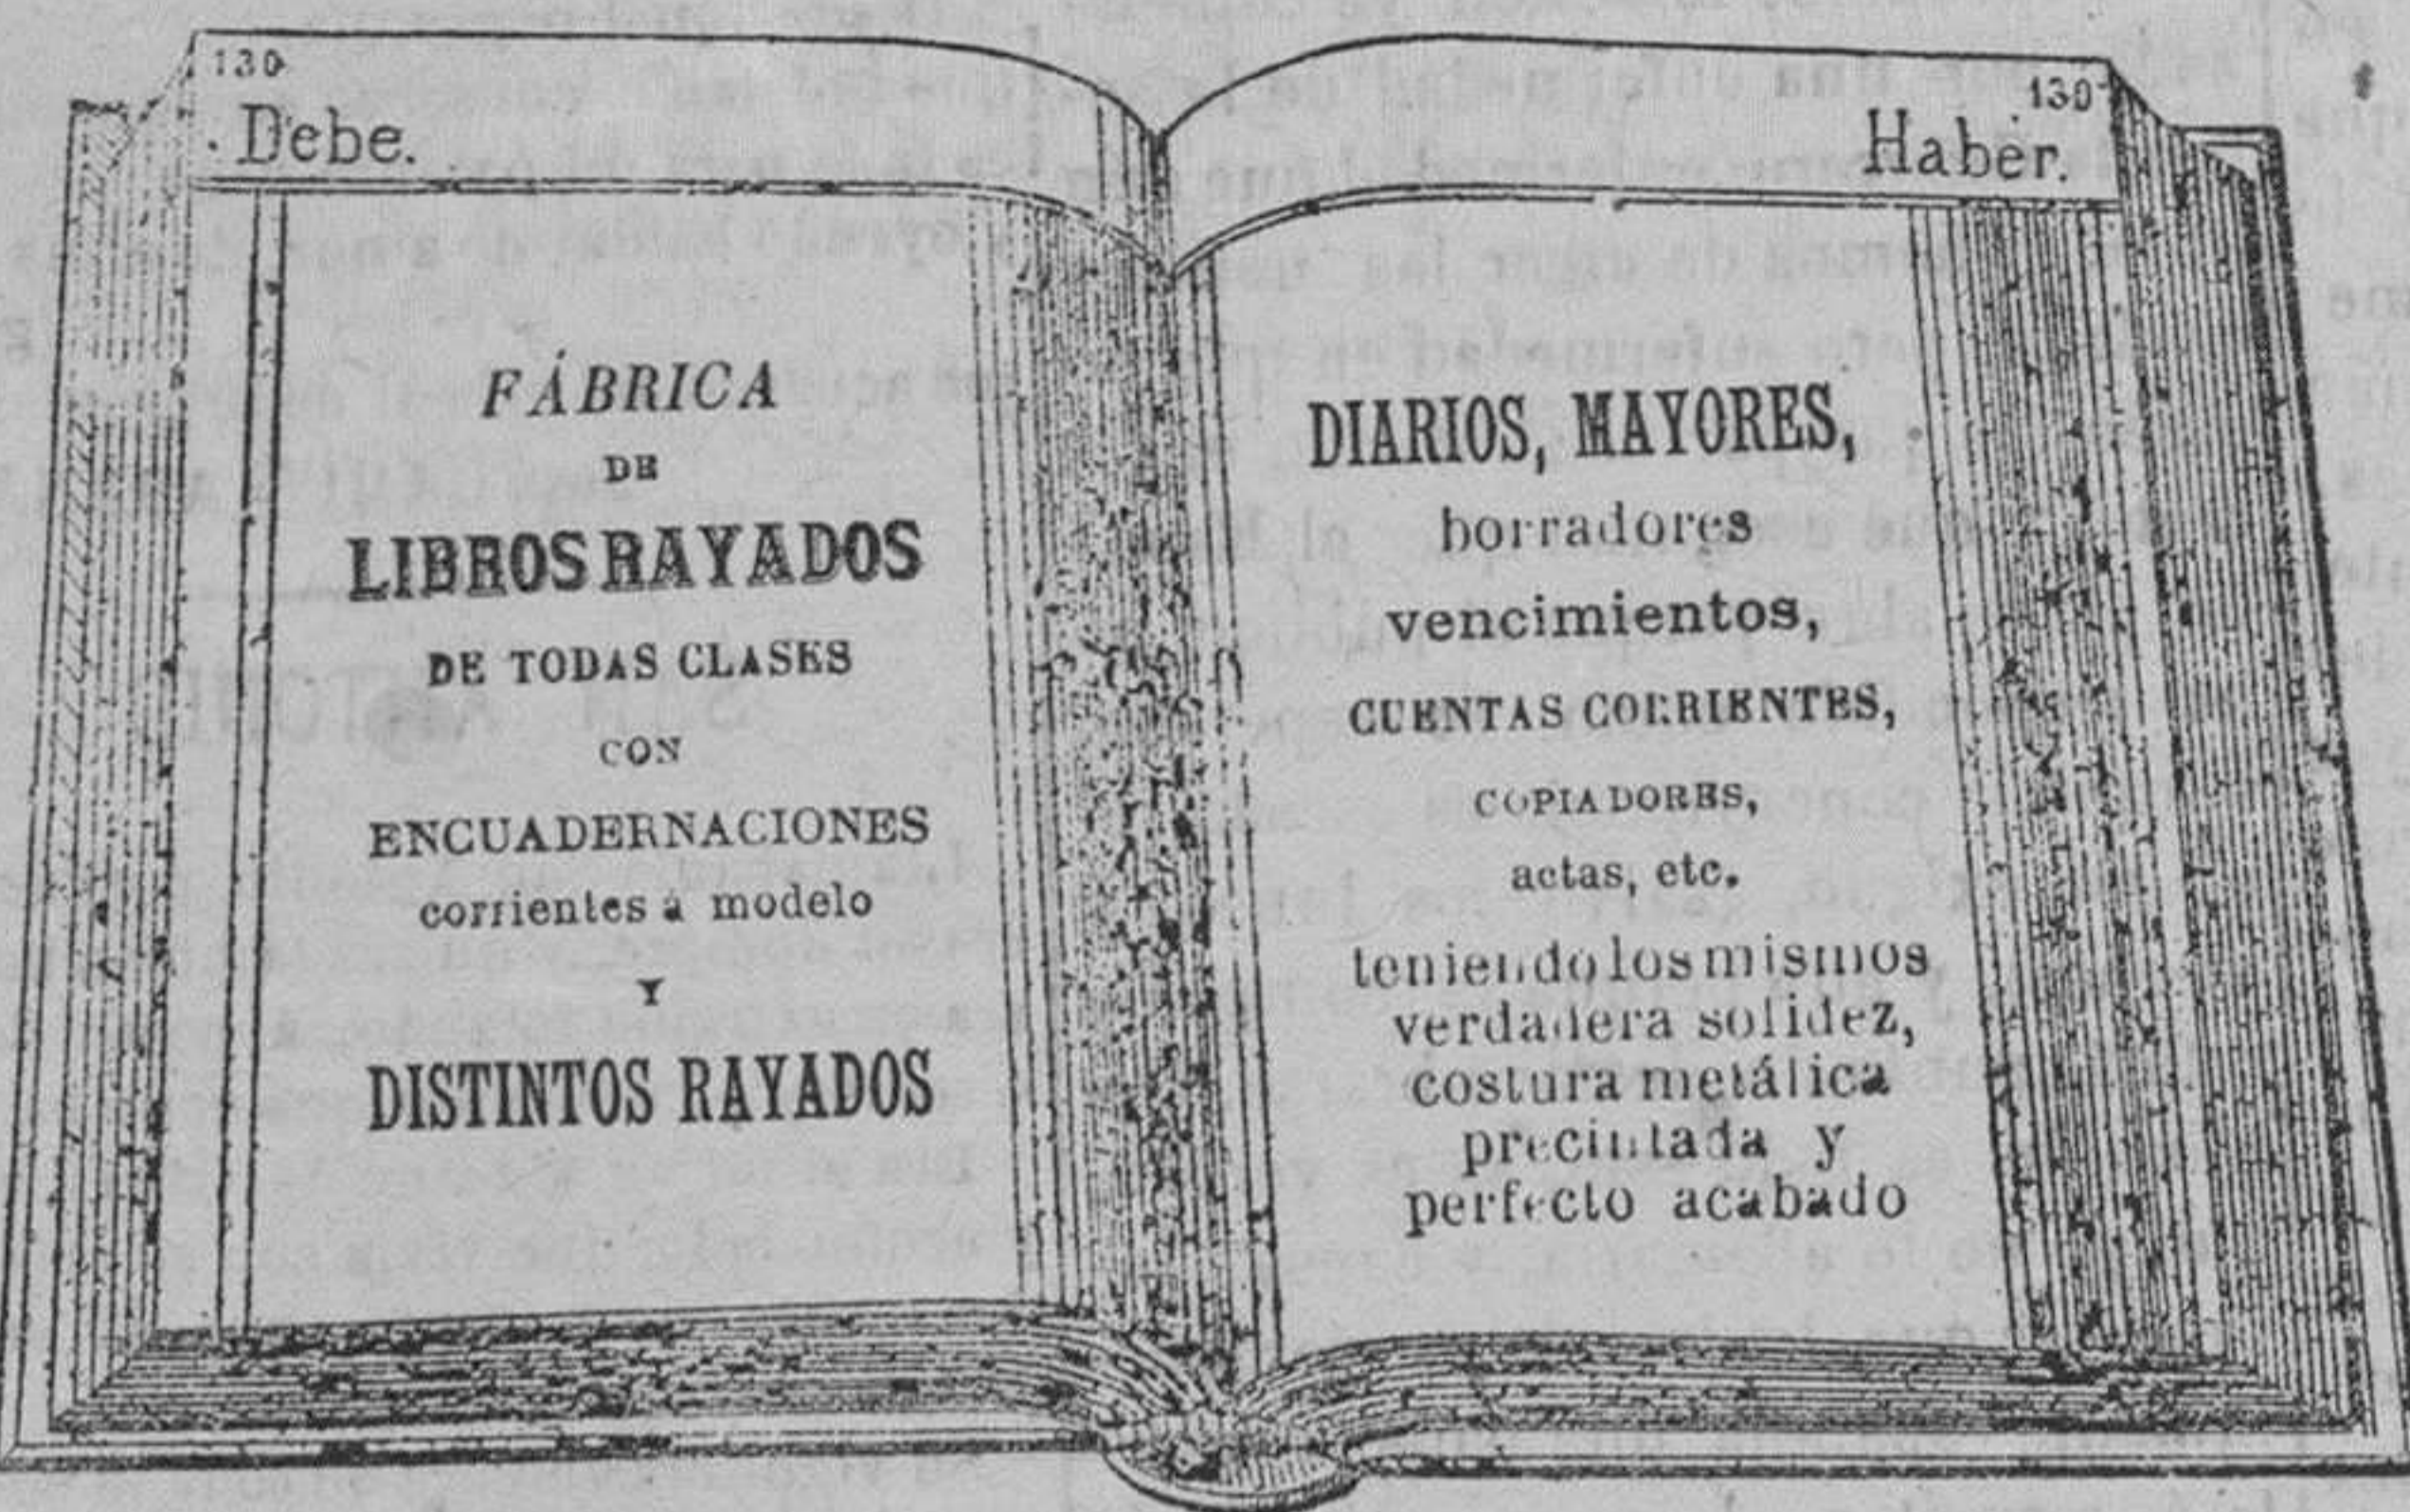 130
Debe.
FÁBRICA
DE
LIBROS RAYADOS
DE TODAS CLASES
CON
ENCUADERNACIONES
corrientes á modelo
Y
DISTINTOS RAYADOS
130
Haber.
DIARIOS, MAYORES,
borradores
vencimientos,
CUENTAS CORRIENTES,
COPIADORES,
actas, etc.
teniendo los mismos
verdadera solidez,
costura metálica
precintada y
perfecto acabado